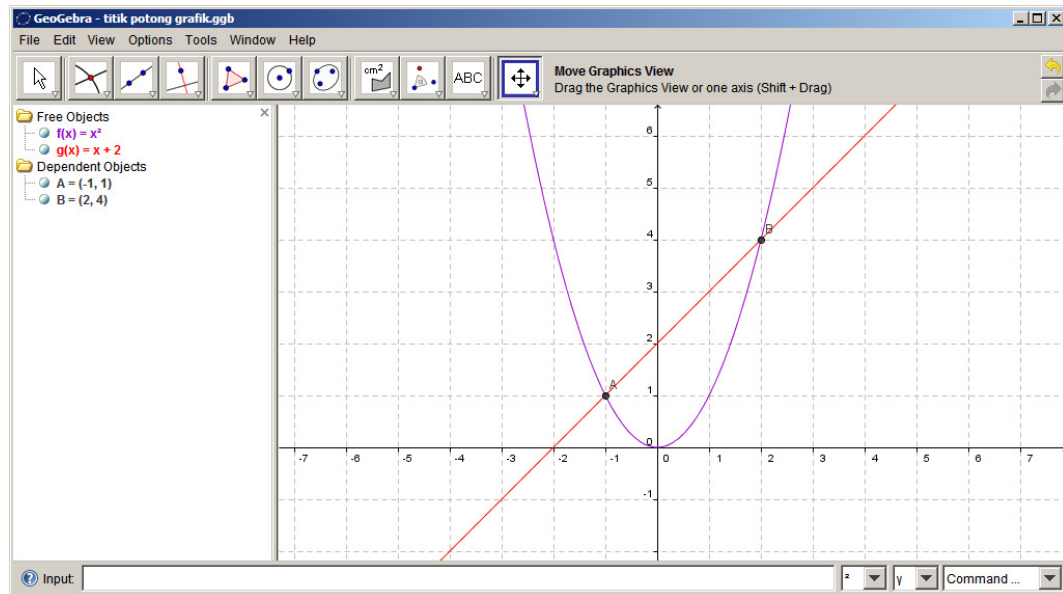 GeoGebra - titik potong grafik.ggb
File Edit View Options Tools Window Help
cm²
ABC
Move Graphics View
Drag the Graphics View or one axis (Shift + Drag)
Free Objects
f(x) = x²
g(x) = x + 2
Dependent Objects
A = (-1, 1)
B = (2, 4)
6
5
4
B
3
2
A
1
0
-7 -6 -5 -4 -3 -2 -1 0 1 2 3 4 5 6 7
-1
Input:
² y Command ...